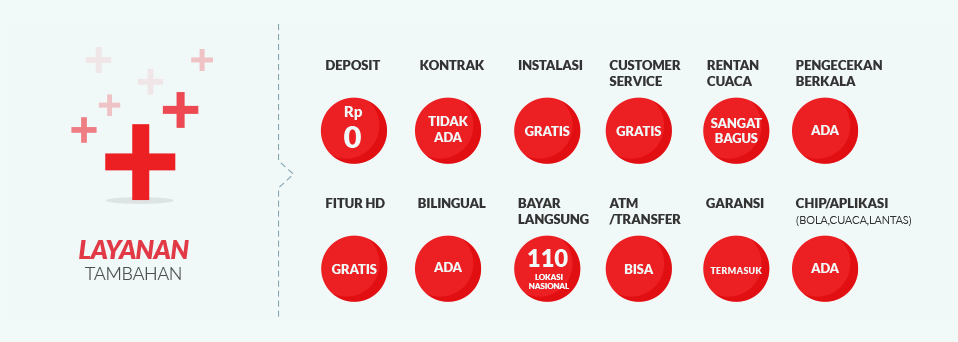 LAYANAN
TAMBAHAN
DEPOSIT
Rp
0
KONTRAK
TIDAK
ADA
INSTALASI
GRATIS
CUSTOMER
SERVICE
GRATIS
RENTAN
CUACA
SANGAT
BAGUS
PENGECEKAN
BERKALA
ADA
FITUR HD
GRATIS
BILINGUAL
ADA
BAYAR
LANGSUNG
110
LOKASI
NASIONAL
ATM
/TRANSFER
BISA
GARANSI
TERMASUK
CHIP/APLIKASI
(BOLA,CUACA,LANTAS)
ADA